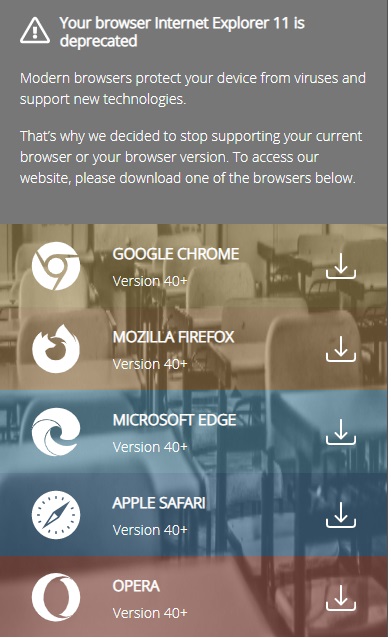 Your browser Internet Explorer 11 is
deprecated
Modern browsers protect your device from viruses and
support new technologies.
That's why we decided to stop supporting your current
browser or your browser version. To access our
website, please download one of the browsers below.
GOOGLE CHROME
Version 40+
MOZILLA FIREFOX
Version 40+
MICROSOFT EDGE
Version 40+
APPLE SAFARI
Version 40+
OPERA
Version 40+